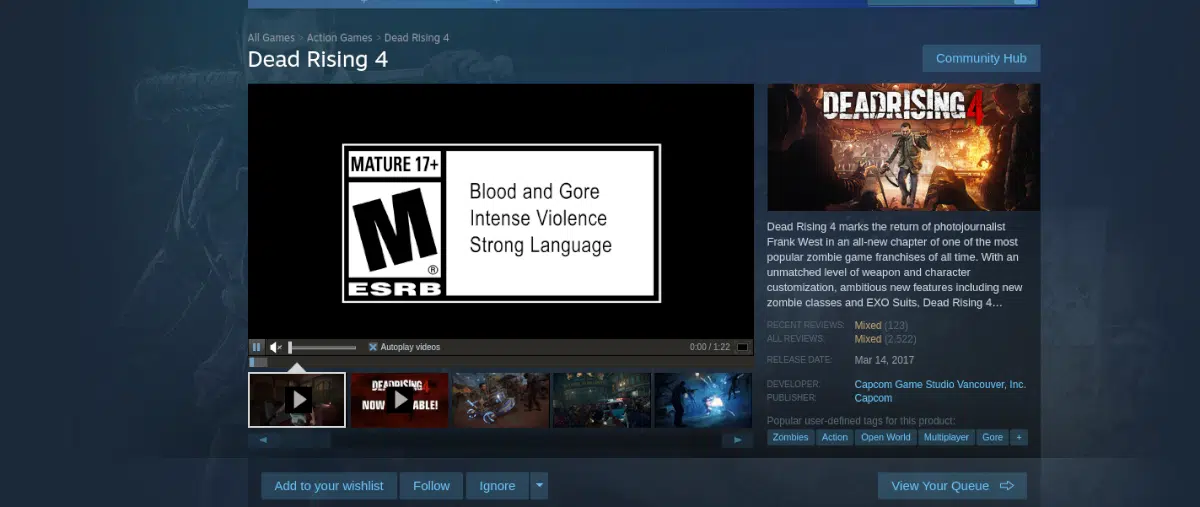 All Games > Action Games > Dead Rising 4
Dead Rising 4
Community Hub
MATURE 17+
M
®
ESRB
Blood and Gore
Intense Violence
Strong Language
Autoplay videos
0:00 / 1:22
DEADRISING 4
NOW
ABLE!
DEADRISING 4
Dead Rising 4 marks the return of photojournalist
Frank West in an all-new chapter of one of the most
popular zombie game franchises of all time. With an
unmatched level of weapon and character
customization, ambitious new features including new
zombie classes and EXO Suits, Dead Rising 4…
RECENT REVIEWS: Mixed (123)
ALL REVIEWS: Mixed (2,522)
RELEASE DATE: Mar 14, 2017
DEVELOPER: Capcom Game Studio Vancouver, Inc.
PUBLISHER: Capcom
Popular user-defined tags for this product:
Zombies Action Open World Multiplayer Gore +
Add to your wishlist Follow Ignore View Your Queue